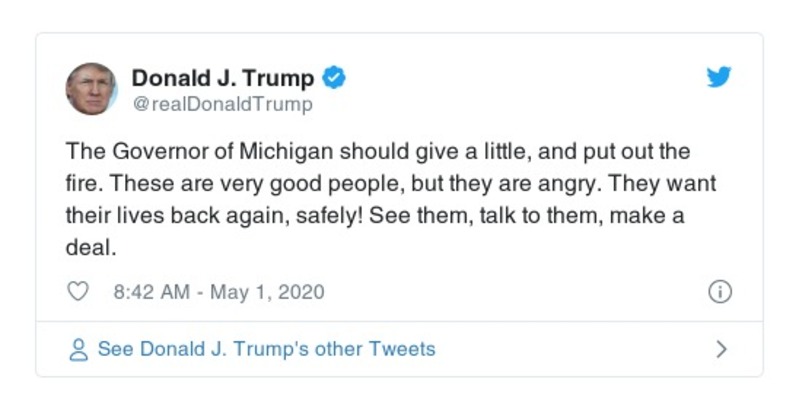 Donald J. Trump
@realDonaldTrump
The Governor of Michigan should give a little, and put out the
fire. These are very good people, but they are angry. They want
their lives back again, safely! See them, talk to them, make a
deal.
8:42 AM - May 1, 2020
See Donald J. Trump's other Tweets